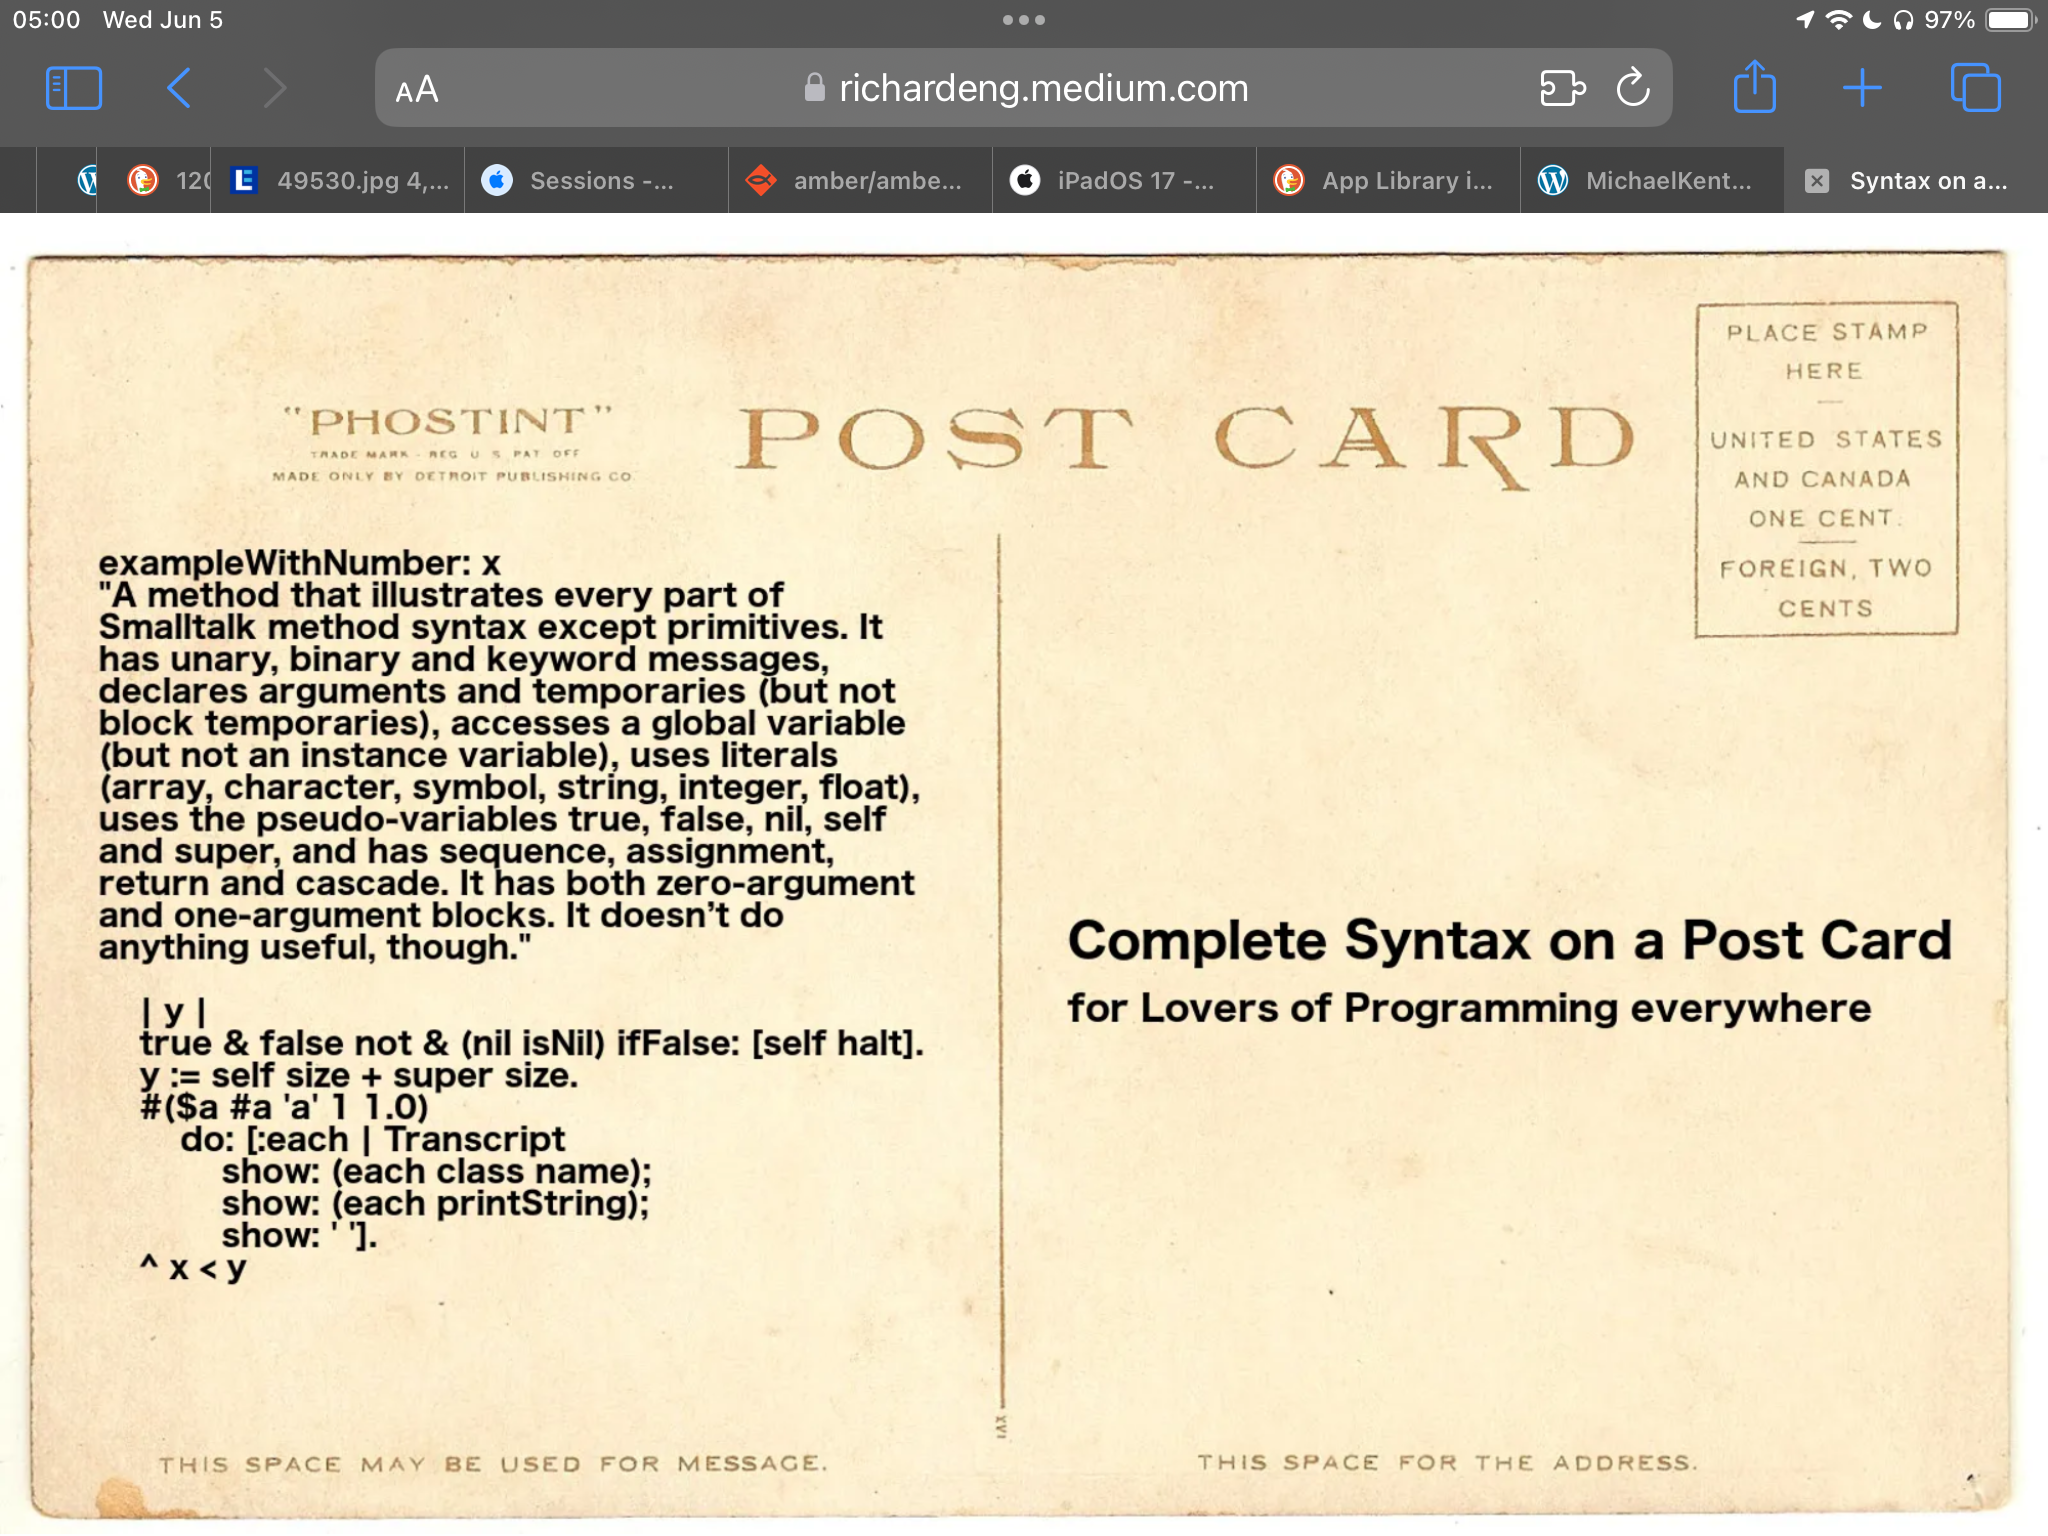 05:00 Wed Jun 5
97%
AA richardeng.medium.com
120
49530.jpg 4,...
Sessions -...
amber/ambe...
iPadOS 17 -...
App Library i...
MichaelKent...
Syntax on a...
PLACE STAMP
HERE
UNITED STATES
AND CANADA
ONE CENT.
FOREIGN, TWO
CENTS
"PHOSTINT"
TRADE MARK - REG U S PAT OFF
MADE ONLY BY DETROIT PUBLISHING CO
POST CARD
exampleWithNumber: x
"A method that illustrates every part of
Smalltalk method syntax except primitives. It
has unary, binary and keyword messages,
declares arguments and temporaries (but not
block temporaries), accesses a global variable
(but not an instance variable), uses literals
(array, character, symbol, string, integer, float),
uses the pseudo-variables true, false, nil, self
and super, and has sequence, assignment,
return and cascade. It has both zero-argument
and one-argument blocks. It doesn’t do
anything useful, though."
| y |
true & false not & (nil isNil) ifFalse: [self halt].
y := self size + super size.
#($a #a 'a' 1 1.0)
do: [:each | Transcript
show: (each class name);
show: (each printString);
show: ' '].
^ x < y
Complete Syntax on a Post Card
for Lovers of Programming everywhere
XVI
THIS SPACE MAY BE USED FOR MESSAGE.
THIS SPACE FOR THE ADDRESS.